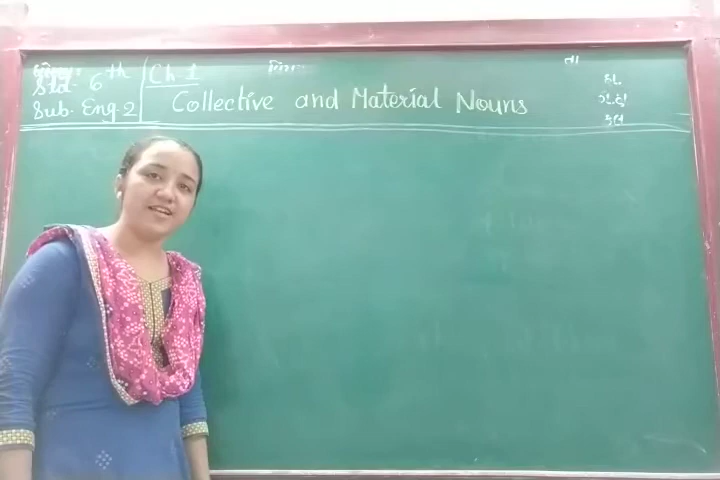 Std- 6th Ch-1
Sub. Eng-2 Collective and Material Nouns